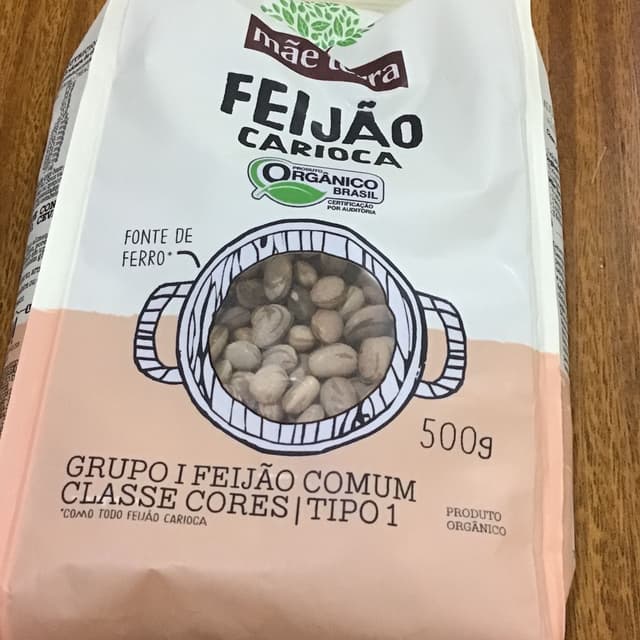 mãe terra
FEIJÃO
CARIOCA
PRODUTO
ORGÂNICO
BRASIL
CERTIFICAÇÃO
POR AUDITORIA
FONTE DE
FERRO*
500g
GRUPO I FEIJÃO COMUM
CLASSE CORES | TIPO 1
*COMO TODO FEIJÃO CARIOCA
PRODUTO
ORGÂNICO